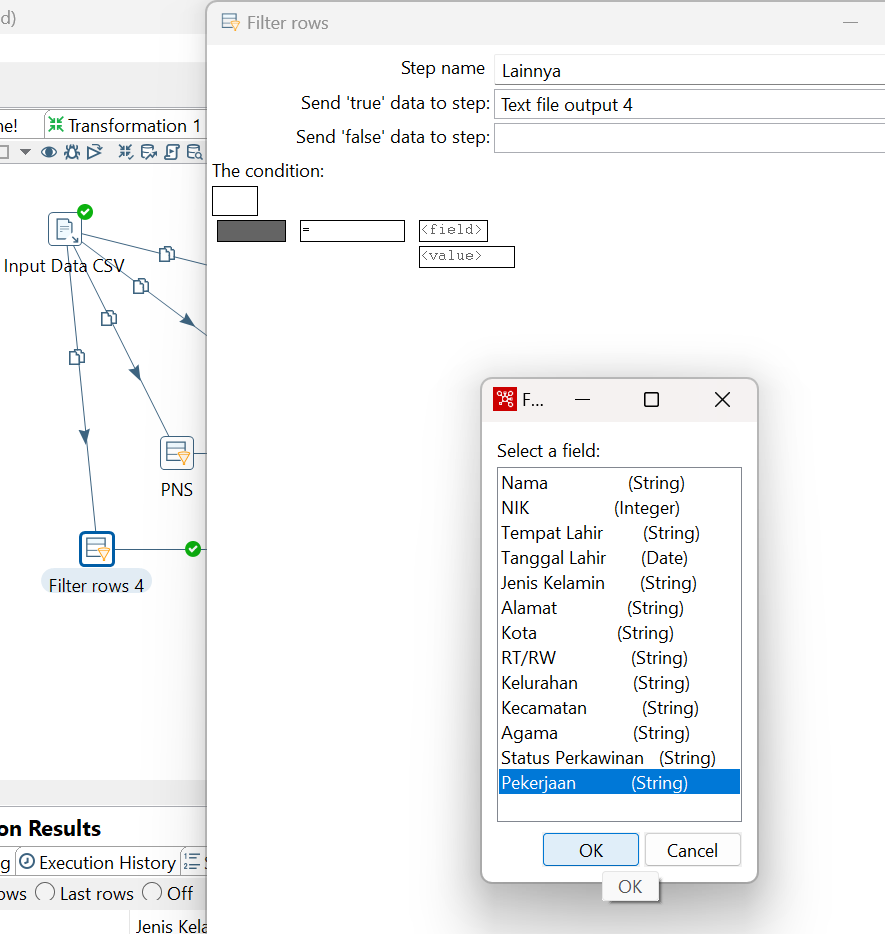 d)
Filter rows
Step name
Lainnya
Send 'true' data to step:
Text file output 4
Send 'false' data to step:
The condition:
=
<field>
<value>
ne!
Transformation 1
Input Data CSV
PNS
Filter rows 4
F...
Select a field:
Nama (String)
NIK (Integer)
Tempat Lahir (String)
Tanggal Lahir (Date)
Jenis Kelamin (String)
Alamat (String)
Kota (String)
RT/RW (String)
Kelurahan (String)
Kecamatan (String)
Agama (String)
Status Perkawinan (String)
Pekerjaan (String)
OK
Cancel
OK
on Results
g
Execution History
ows
Last rows
Off
Jenis Kela